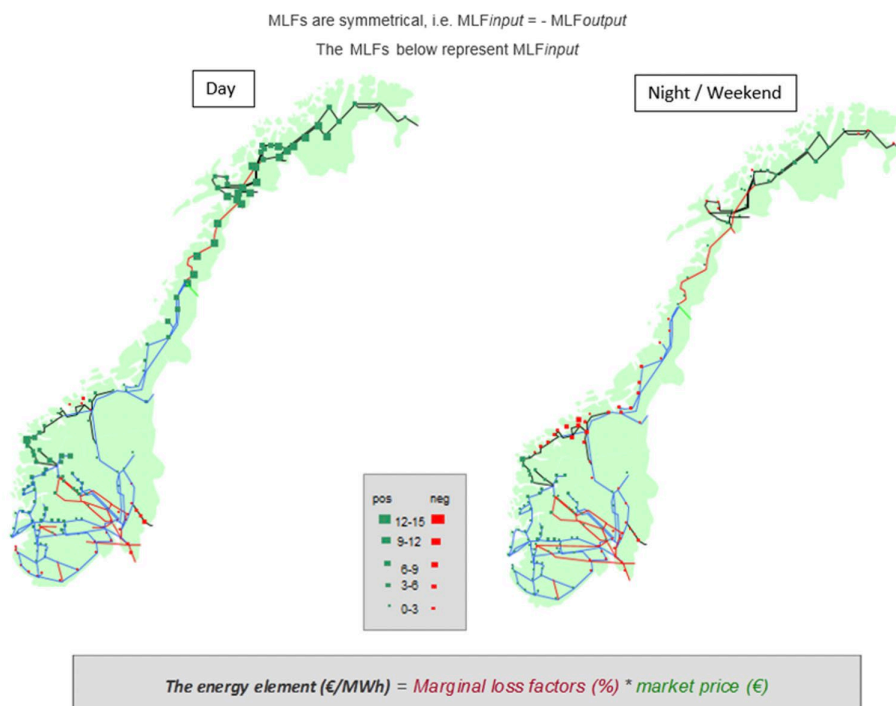 MLFs are symmetrical, i.e. MLFinput = - MLFoutput
The MLFs below represent MLFinput
Day
Night / Weekend
pos neg
12-15
9-12
6-9
3-6
0-3
The energy element (€/MWh) = Marginal loss factors (%) * market price (€)